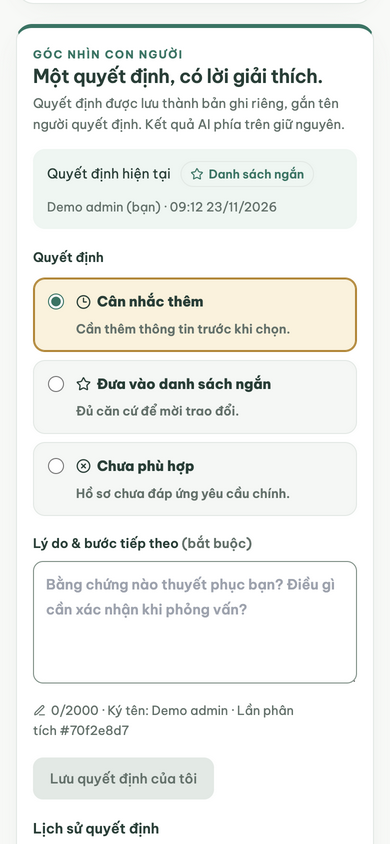 GÓC NHÌN CON NGƯỜI
Một quyết định, có lời giải thích.
Quyết định được lưu thành bản ghi riêng, gắn tên
người quyết định. Kết quả AI phía trên giữ nguyên.
Quyết định hiện tại
Danh sách ngắn
Demo admin (bạn) · 09:12 23/11/2026
Quyết định
Cân nhắc thêm
Cần thêm thông tin trước khi chọn.
Đưa vào danh sách ngắn
Đủ căn cứ để mời trao đổi.
Chưa phù hợp
Hồ sơ chưa đáp ứng yêu cầu chính.
Lý do & bước tiếp theo (bắt buộc)
Bằng chứng nào thuyết phục bạn? Điều gì
cần xác nhận khi phỏng vấn?
0/2000 · Ký tên: Demo admin · Lần phân
tích #70f2e8d7
Lưu quyết định của tôi
Lịch sử quyết định